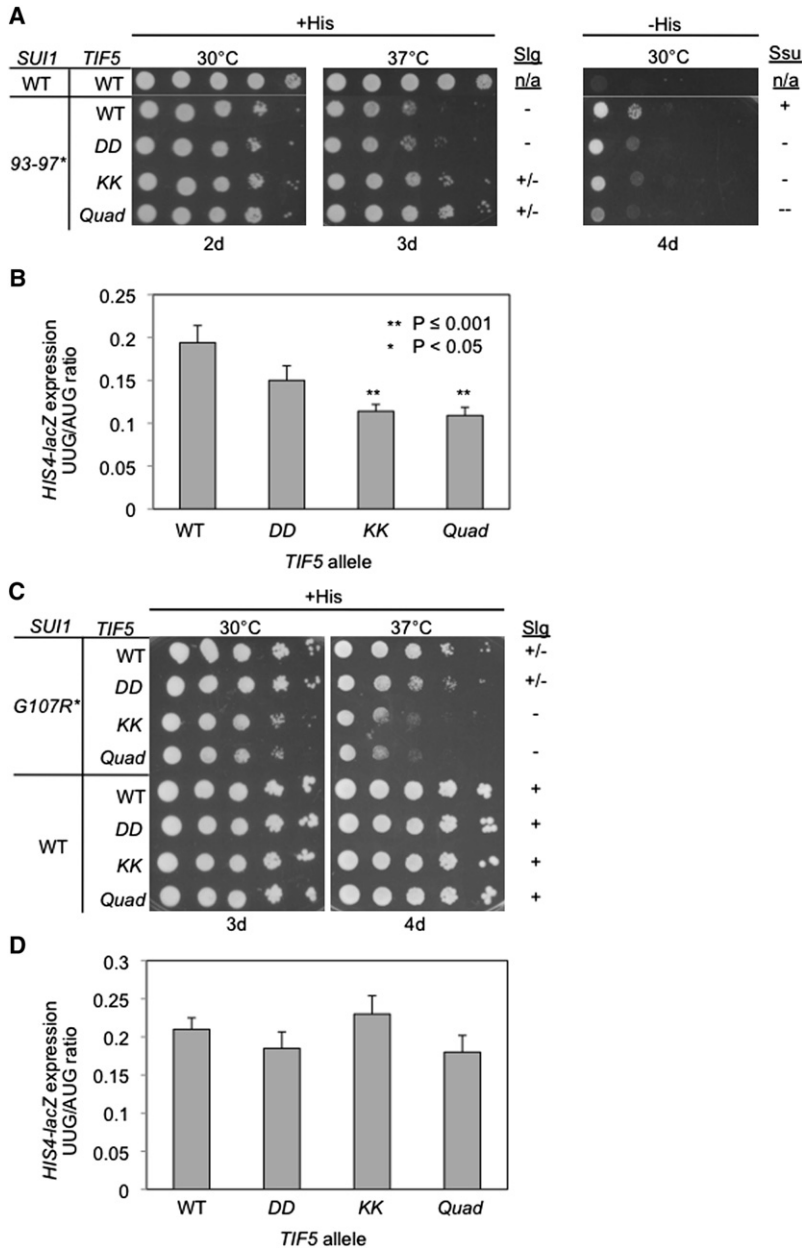 A
+His
-His
SUI1 TIF5 30°C 37°C Slg 30°C Ssu
WT WT n/a n/a
93-97*
WT - +
DD - -
KK +/- -
Quad +/- --
2d 3d 4d
B
HIS4-lacZ expression
UUG/AUG ratio
0.25
0.2
0.15
0.1
0.05
0
** P ≤ 0.001
* P < 0.05
** **
WT DD KK Quad
TIF5 allele
C
+His
SUI1 TIF5 30°C 37°C Slg
G107R*
WT +/-
DD +/-
KK -
Quad -
WT
WT +
DD +
KK +
Quad +
3d 4d
D
HIS4-lacZ expression
UUG/AUG ratio
0.3
0.25
0.2
0.15
0.1
0.05
0
WT DD KK Quad
TIF5 allele